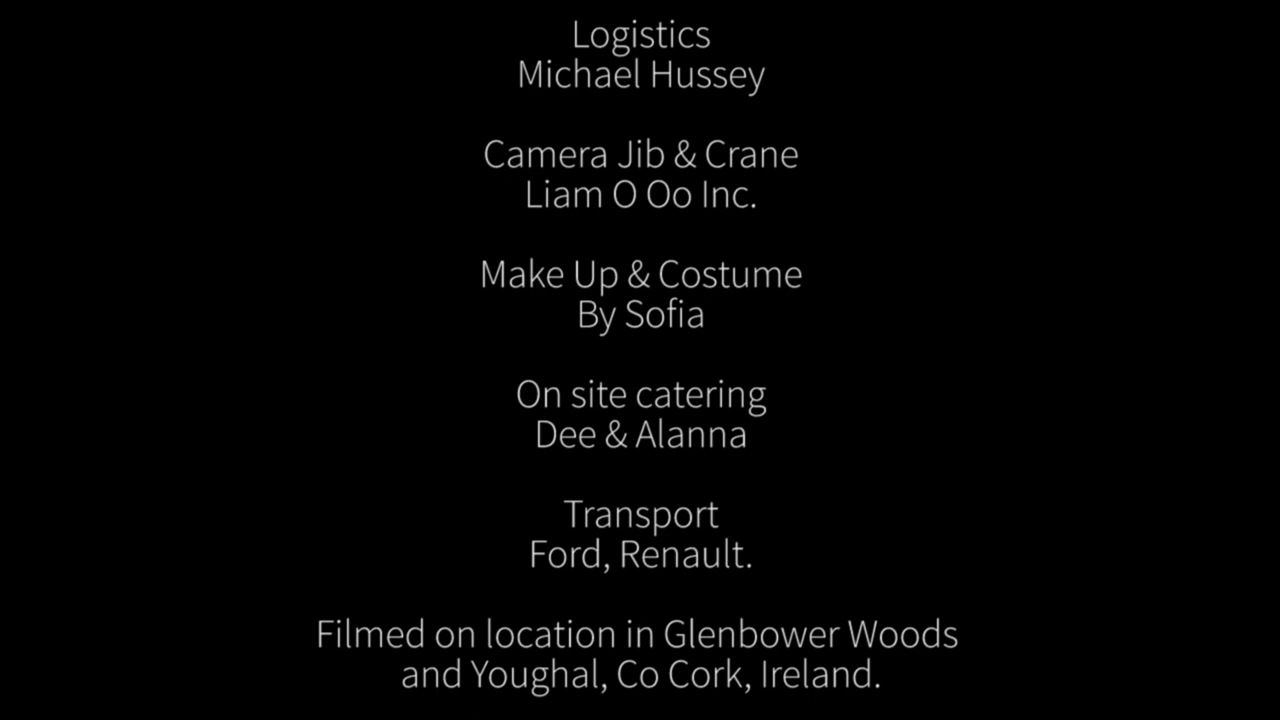 Logistics
Michael Hussey
Camera Jib & Crane
Liam O Oo Inc.
Make Up & Costume
By Sofia
On site catering
Dee & Alanna
Transport
Ford, Renault.
Filmed on location in Glenbower Woods
and Youghal, Co Cork, Ireland.